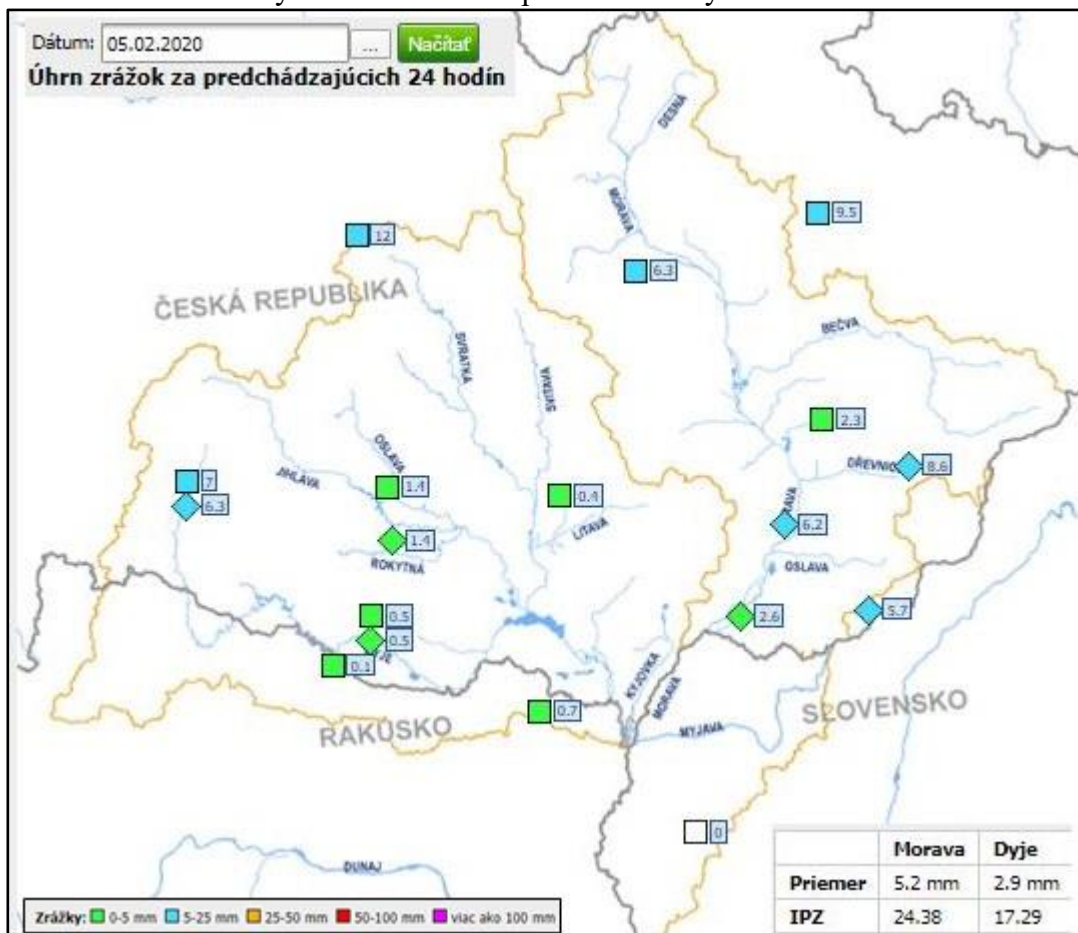 Dátum: 05.02.2020 ... Načítať
Úhrn zrážok za predchádzajúcich 24 hodín
DESNÁ
MORAVA
9.5
12
6.3
ČESKÁ REPUBLIKA
BEČVA
SVRATKA
SVITAVA
2.3
OSLAVA
DŘEVNIC
8.6
JIHLAVA
7
1.4
0.4
6.3
6.2
LITAVA
1.4
ROKYTNÁ
OSLAVA
0.5
2.6
5.7
0.5
0.1
KYJOVKA
MORAVA
0.7
SLOVENSKO
RAKÚSKO
MYJAVA
0
DUNAJ
Morava Dyje
Priemer 5.2 mm 2.9 mm
IPZ 24.38 17.29
Zrážky: 0-5 mm 5-25 mm 25-50 mm 50-100 mm viac ako 100 mm